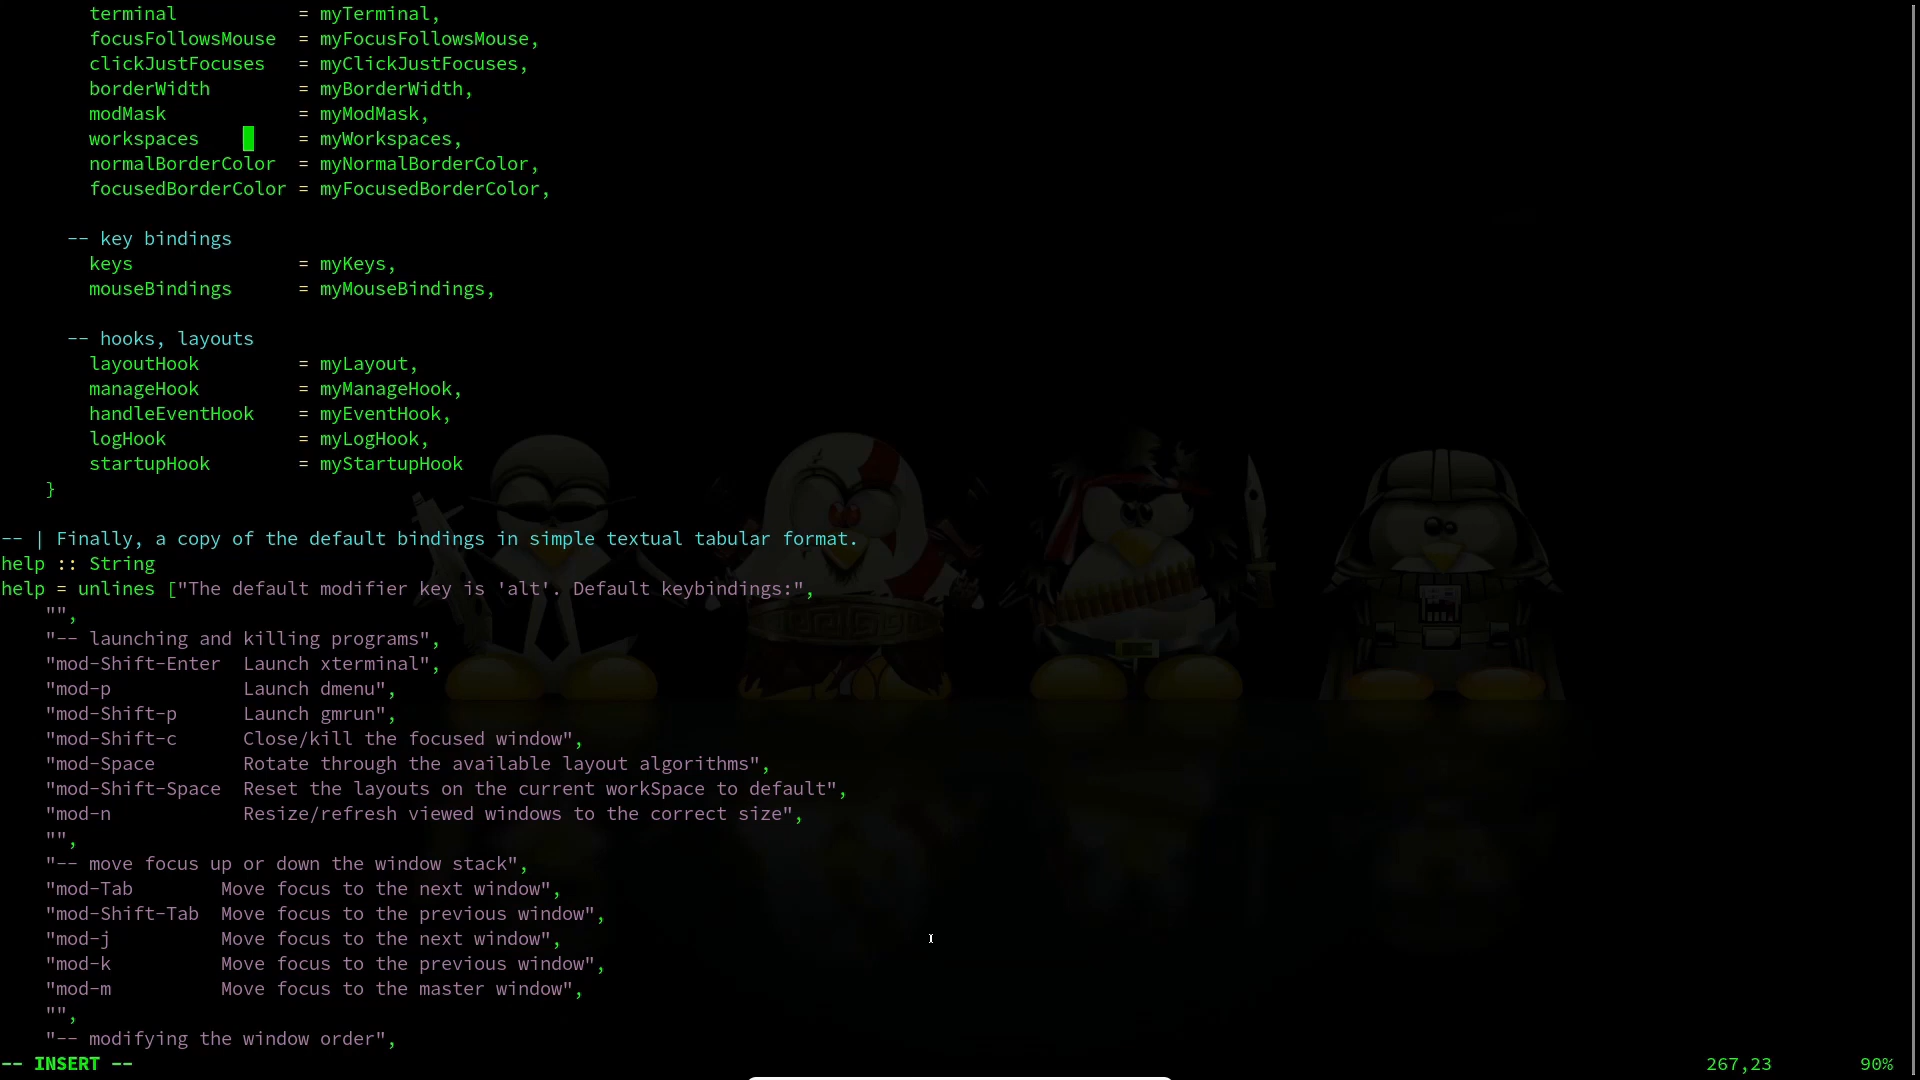 terminal           = myTerminal,
        focusFollowsMouse  = myFocusFollowsMouse,
        clickJustFocuses   = myClickJustFocuses,
        borderWidth        = myBorderWidth,
        modMask            = myModMask,
        workspaces         = myWorkspaces,
        normalBorderColor  = myNormalBorderColor,
        focusedBorderColor = myFocusedBorderColor,

      -- key bindings
        keys               = myKeys,
        mouseBindings      = myMouseBindings,

      -- hooks, layouts
        layoutHook         = myLayout,
        manageHook         = myManageHook,
        handleEventHook    = myEventHook,
        logHook            = myLogHook,
        startupHook        = myStartupHook
    }

-- | Finally, a copy of the default bindings in simple textual tabular format.
help :: String
help = unlines ["The default modifier key is 'alt'. Default keybindings:",
    "",
    "-- launching and killing programs",
    "mod-Shift-Enter  Launch xterminal",
    "mod-p            Launch dmenu",
    "mod-Shift-p      Launch gmrun",
    "mod-Shift-c      Close/kill the focused window",
    "mod-Space        Rotate through the available layout algorithms",
    "mod-Shift-Space  Reset the layouts on the current workSpace to default",
    "mod-n            Resize/refresh viewed windows to the correct size",
    "",
    "-- move focus up or down the window stack",
    "mod-Tab        Move focus to the next window",
    "mod-Shift-Tab  Move focus to the previous window",
    "mod-j          Move focus to the next window",
    "mod-k          Move focus to the previous window",
    "mod-m          Move focus to the master window",
    "",
    "-- modifying the window order",
-- INSERT -- 267,23 90%